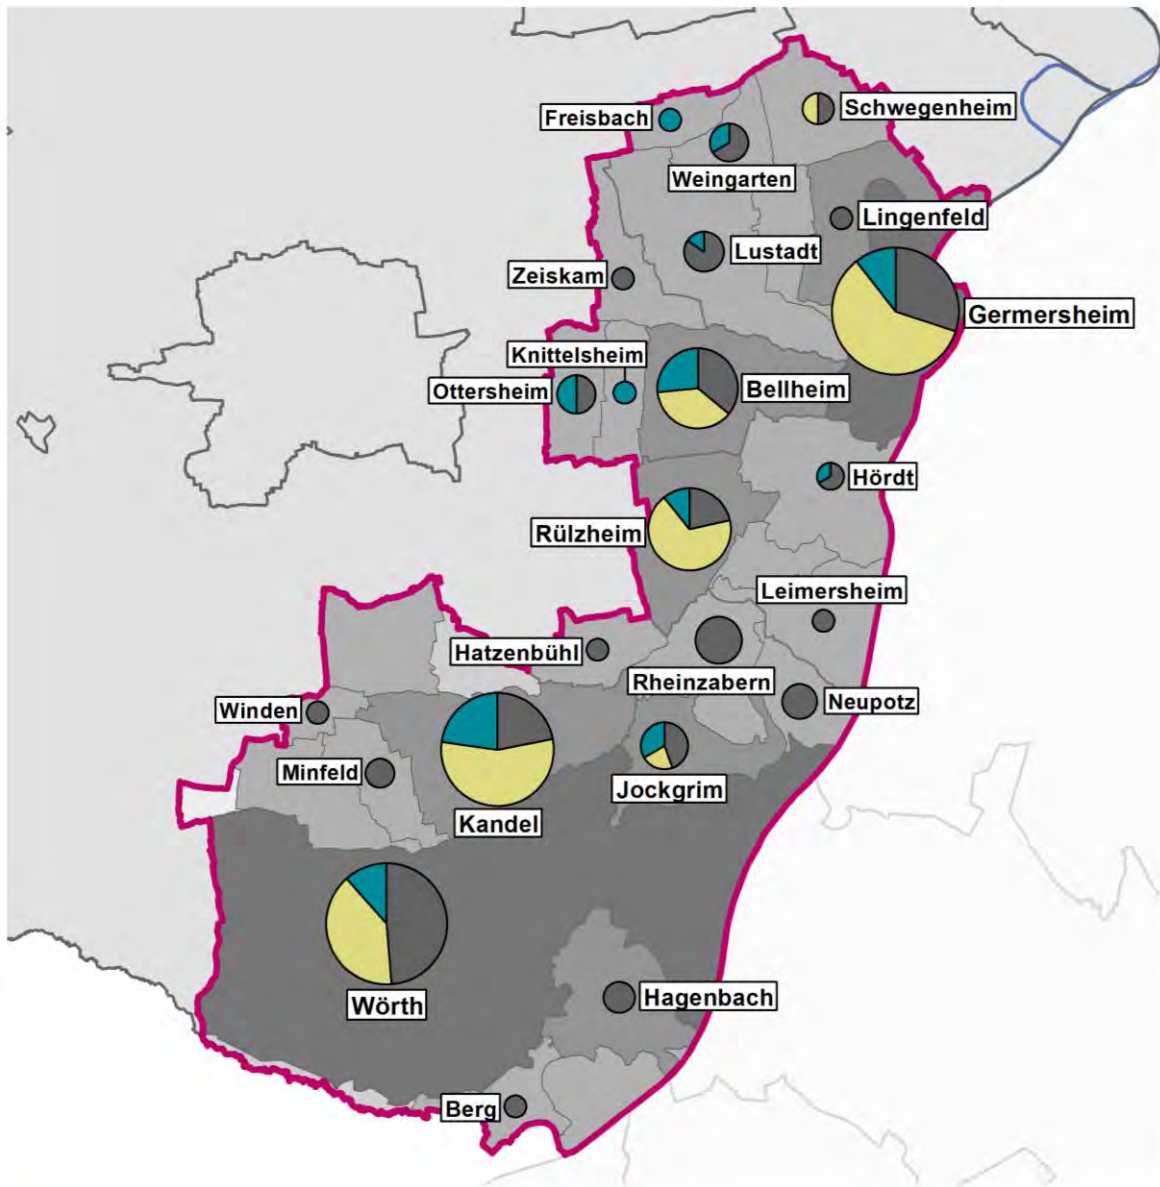 Schwegenheim
Freisbach
Weingarten
Lingenfeld
Lustadt
Zeiskam
Germersheim
Knittelsheim
Ottersheim
Bellheim
Hördt
Rülzheim
Leimersheim
Hatzenbühl
Rheinzabern
Neupotz
Winden
Minfeld
Jockgrim
Kandel
Wörth
Hagenbach
Berg